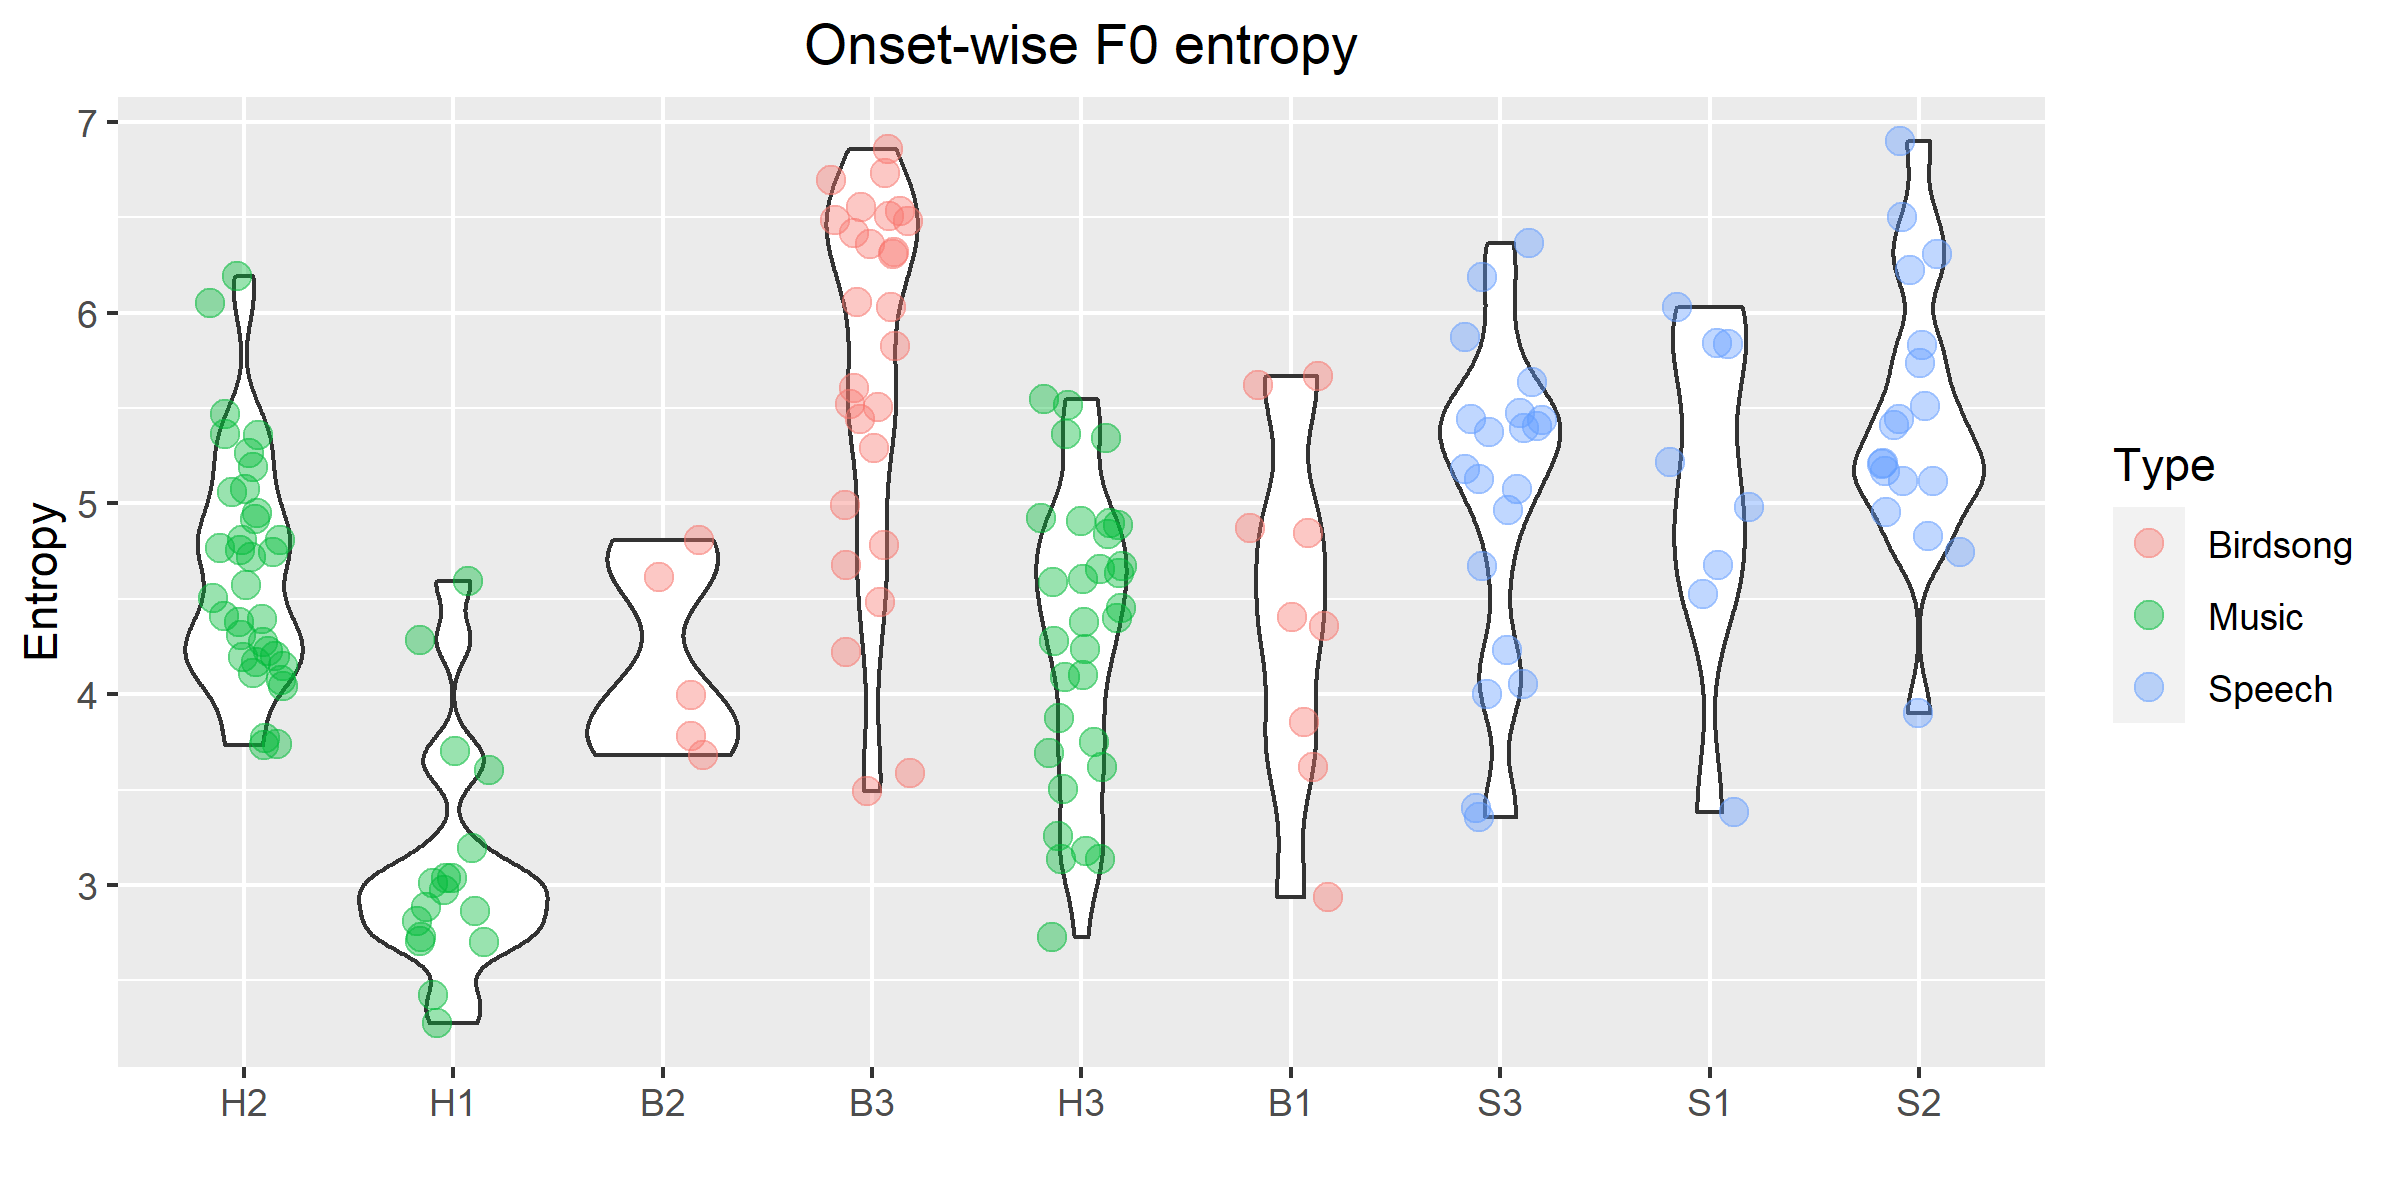 Onset-wise F0 entropy
Entropy
7
6
5
4
3
H2 H1 B2 B3 H3 B1 S3 S1 S2
Type
Birdsong
Music
Speech